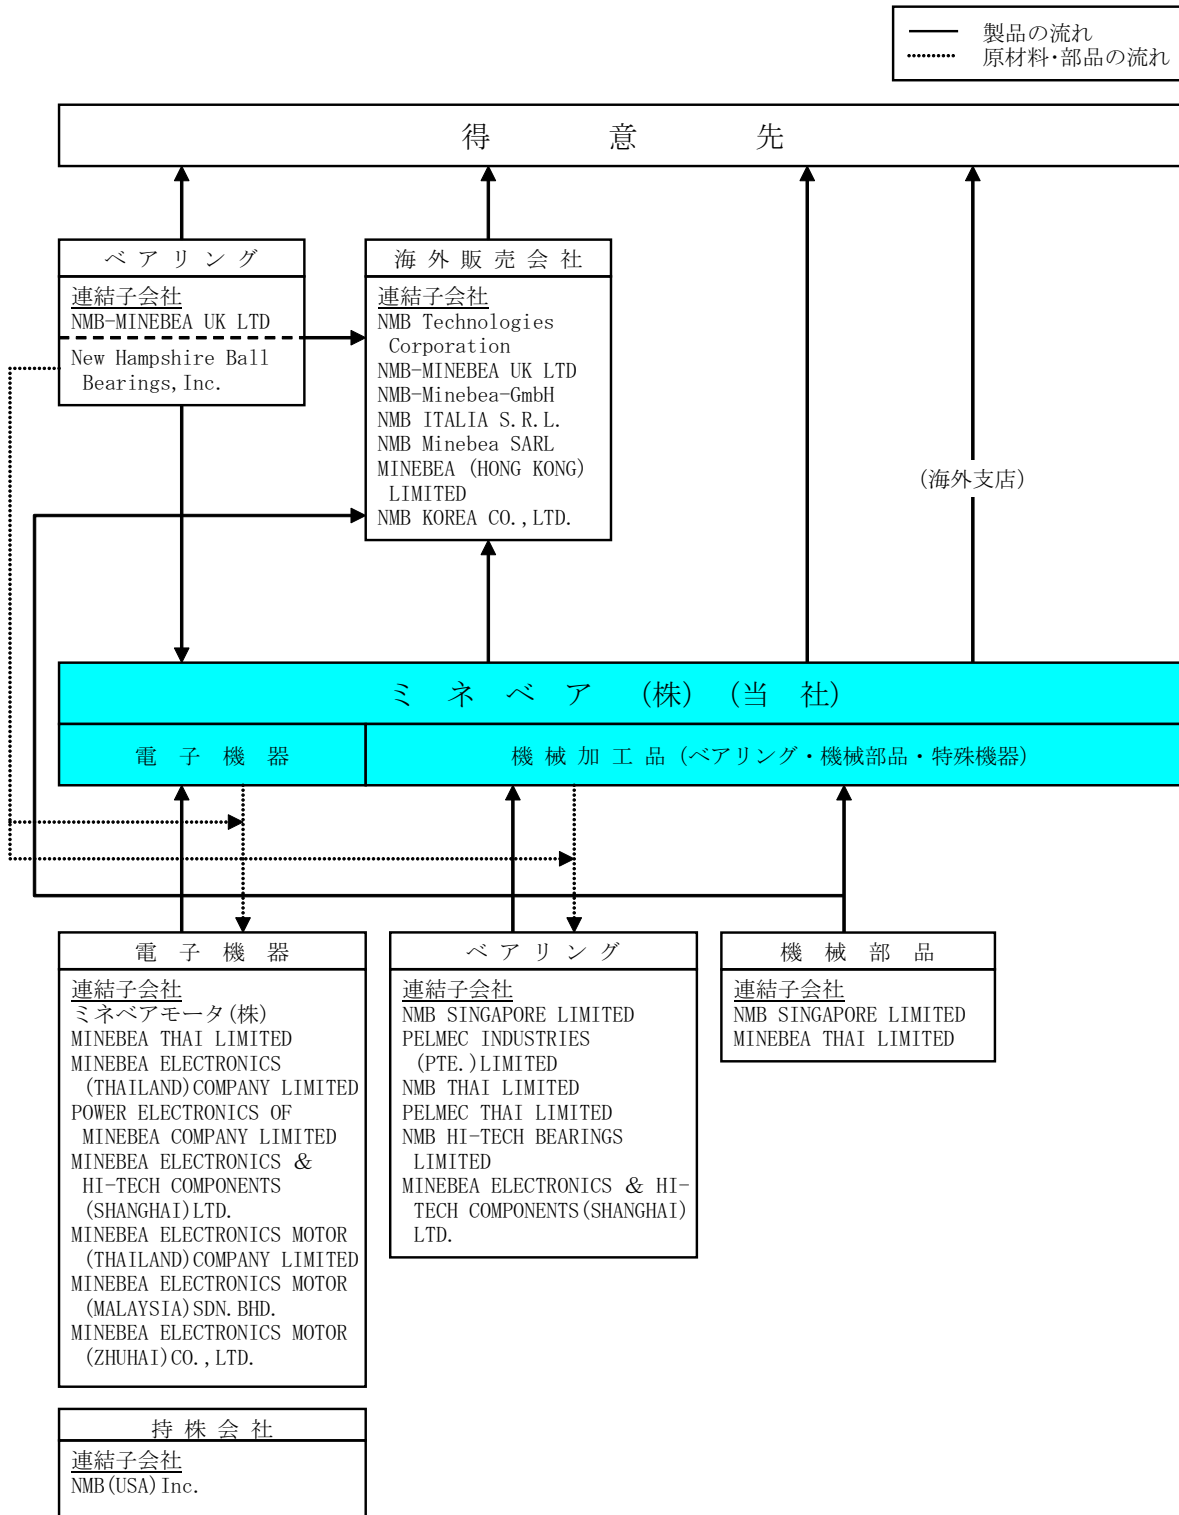 製品の流れ
原材料・部品の流れ
得意先
ベアリング
連結子会社
NMB-MINEBEA UK LTD
New Hampshire Ball
Bearings,Inc.
海外販売会社
連結子会社
NMB Technologies
Corporation
NMB-MINEBEA UK LTD
NMB-Minebea-GmbH
NMB ITALIA S.R.L.
NMB Minebea SARL
MINEBEA (HONG KONG)
LIMITED
NMB KOREA CO.,LTD.
(海外支店)
ミネベア (株) (当 社)
電子機器
機械加工品(ベアリング・機械部品・特殊機器)
電子機器
連結子会社
ミネベアモータ(株)
MINEBEA THAI LIMITED
MINEBEA ELECTRONICS
(THAILAND)COMPANY LIMITED
POWER ELECTRONICS OF
MINEBEA COMPANY LIMITED
MINEBEA ELECTRONICS &
HI-TECH COMPONENTS
(SHANGHAI)LTD.
MINEBEA ELECTRONICS MOTOR
(THAILAND)COMPANY LIMITED
MINEBEA ELECTRONICS MOTOR
(MALAYSIA)SDN.BHD.
MINEBEA ELECTRONICS MOTOR
(ZHUHAI)CO.,LTD.
ベアリング
連結子会社
NMB SINGAPORE LIMITED
PELMEC INDUSTRIES
(PTE.)LIMITED
NMB THAI LIMITED
PELMEC THAI LIMITED
NMB HI-TECH BEARINGS
LIMITED
MINEBEA ELECTRONICS & HI-
TECH COMPONENTS(SHANGHAI)
LTD.
機械部品
連結子会社
NMB SINGAPORE LIMITED
MINEBEA THAI LIMITED
持株会社
連結子会社
NMB(USA)Inc.